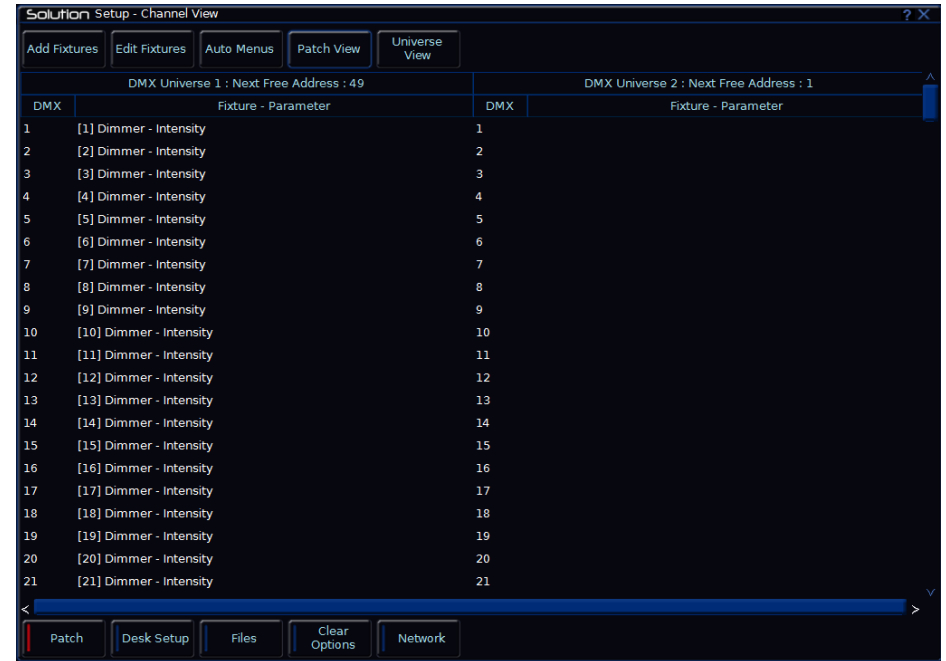 Solution Setup - Channel View ? X
Add Fixtures Edit Fixtures Auto Menus Patch View Universe View
DMX Universe 1 : Next Free Address : 49 DMX Universe 2 : Next Free Address : 1
DMX Fixture - Parameter DMX Fixture - Parameter
1 [1] Dimmer - Intensity 1
2 [2] Dimmer - Intensity 2
3 [3] Dimmer - Intensity 3
4 [4] Dimmer - Intensity 4
5 [5] Dimmer - Intensity 5
6 [6] Dimmer - Intensity 6
7 [7] Dimmer - Intensity 7
8 [8] Dimmer - Intensity 8
9 [9] Dimmer - Intensity 9
10 [10] Dimmer - Intensity 10
11 [11] Dimmer - Intensity 11
12 [12] Dimmer - Intensity 12
13 [13] Dimmer - Intensity 13
14 [14] Dimmer - Intensity 14
15 [15] Dimmer - Intensity 15
16 [16] Dimmer - Intensity 16
17 [17] Dimmer - Intensity 17
18 [18] Dimmer - Intensity 18
19 [19] Dimmer - Intensity 19
20 [20] Dimmer - Intensity 20
21 [21] Dimmer - Intensity 21
< >
Patch Desk Setup Files Clear Options Network